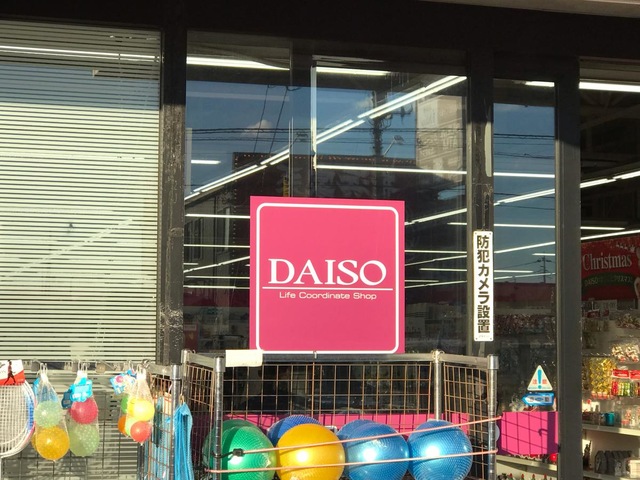 DAISO
Life Coordinate Shop
防犯カメラ設置
Christmas